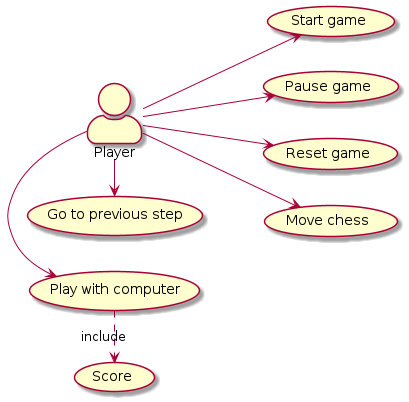 Start game
Pause game
Player
Reset game
Go to previous step
Move chess
Play with computer
include
Score